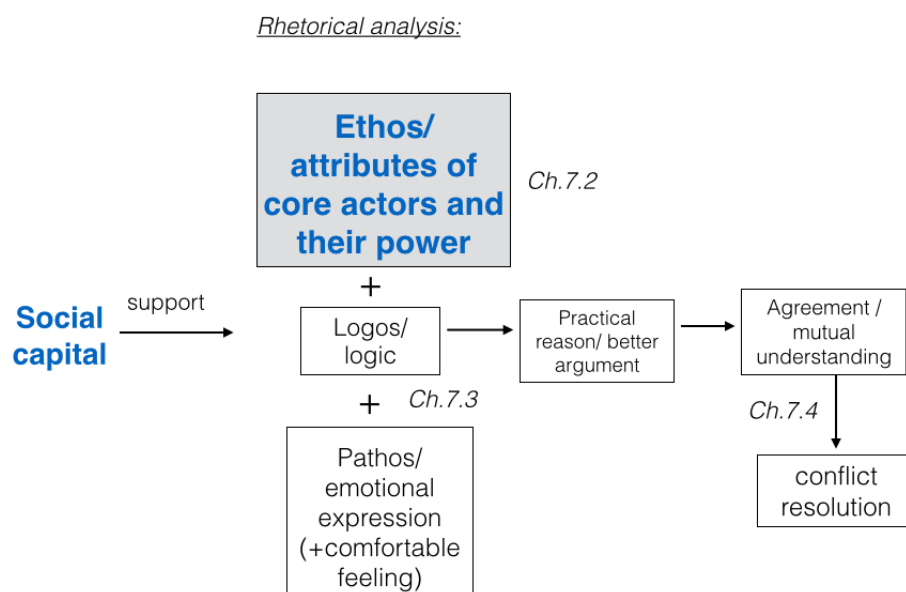 Rhetorical analysis:
Ethos/
attributes of
core actors and
their power
Ch.7.2
+
Social
capital
support
Logos/
logic
Practical
reason/ better
argument
Agreement /
mutual
understanding
+
Ch.7.3
Ch.7.4
Pathos/
emotional
expression
(+comfortable
feeling)
conflict
resolution